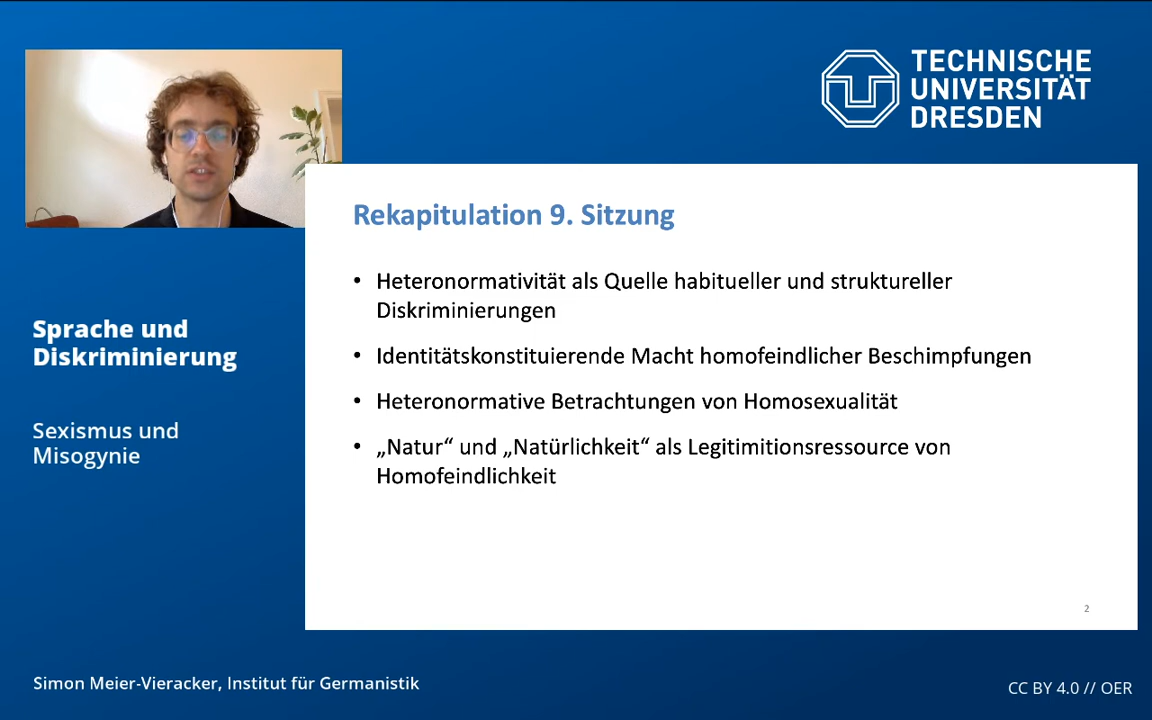 TECHNISCHE
UNIVERSITÄT
DRESDEN
Rekapitulation 9. Sitzung
• Heteronormativität als Quelle habitueller und struktureller
Diskriminierungen
• Identitätskonstituierende Macht homofeindlicher Beschimpfungen
• Heteronormative Betrachtungen von Homosexualität
• „Natur“ und „Natürlichkeit“ als Legitimitionsressource von
Homofeindlichkeit
2
Sprache und
Diskriminierung
Sexismus und
Misogynie
Simon Meier-Vieracker, Institut für Germanistik
CC BY 4.0 // OER